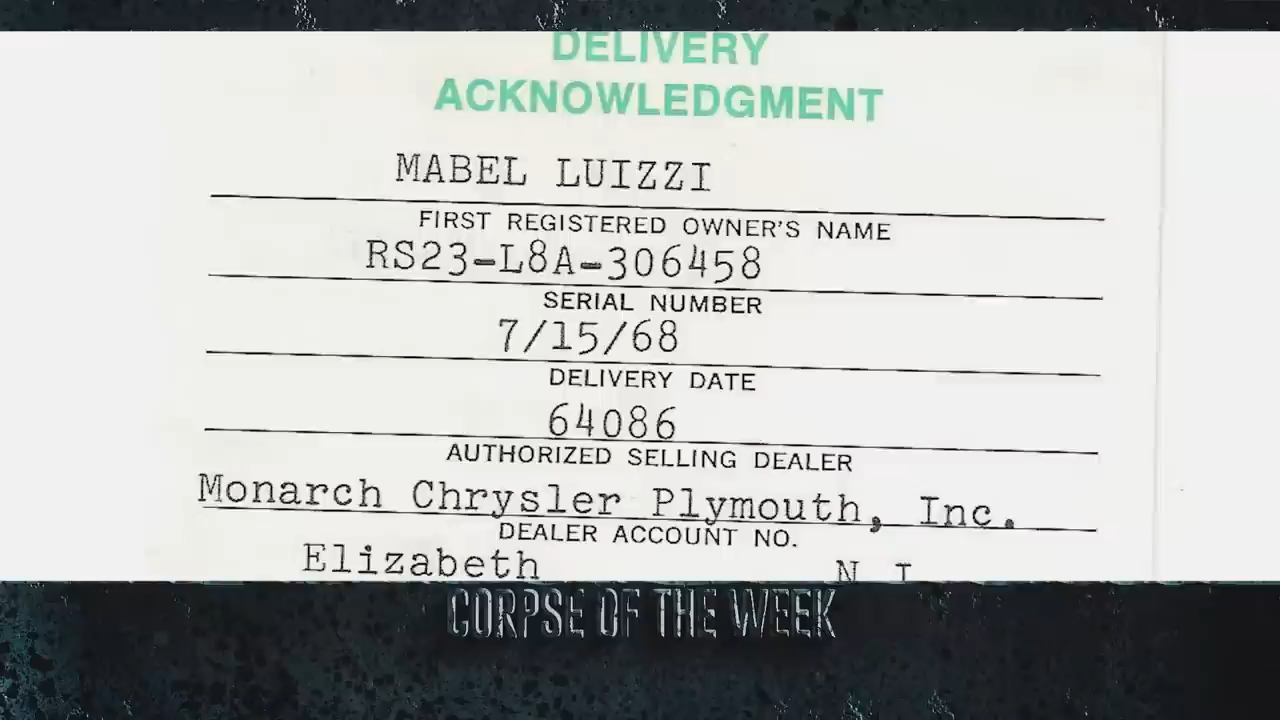 DELIVERY
ACKNOWLEDGMENT
MABEL LUIZZI
FIRST REGISTERED OWNER'S NAME
RS23-L8A-306458
SERIAL NUMBER
7/15/68
DELIVERY DATE
64086
AUTHORIZED SELLING DEALER
Monarch Chrysler Plymouth, Inc.
DEALER ACCOUNT NO.
Elizabeth N J
CORPSE OF THE WEEK